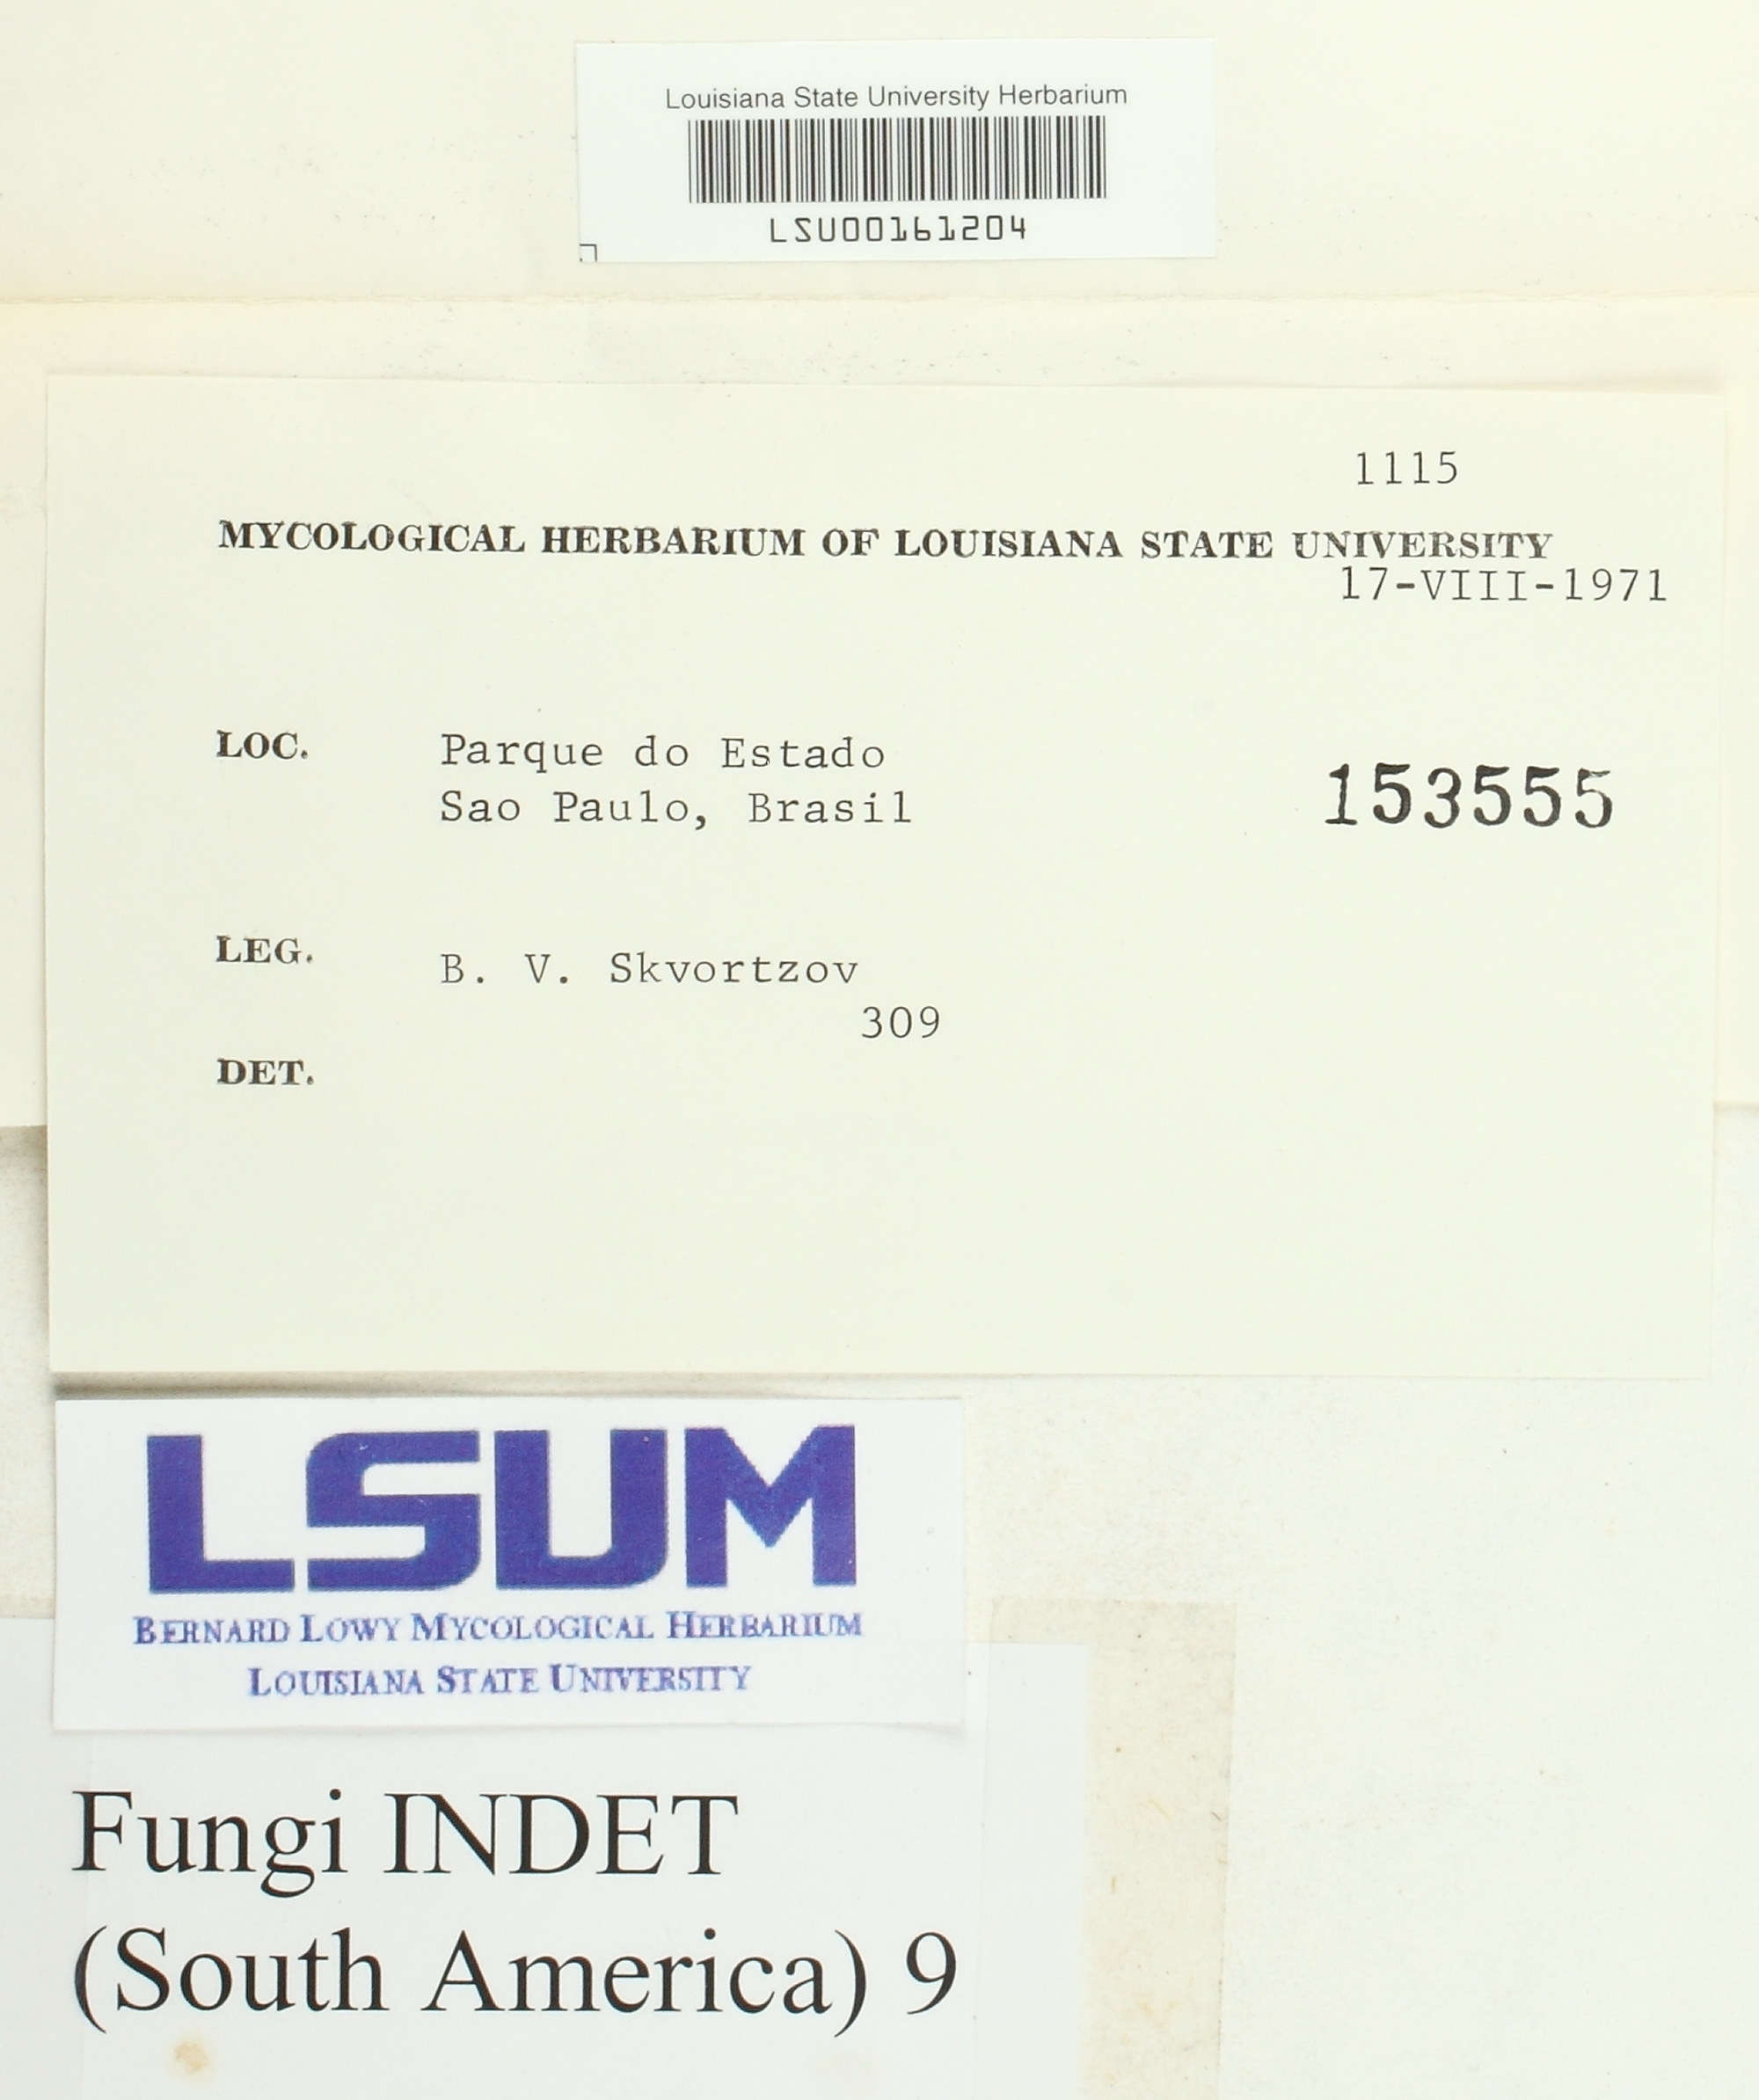 Louisiana State University Herbarium
LSU00161204
1115
MYCOLOGICAL HERBARIUM OF LOUISIANA STATE UNIVERSITY
17-VIII-1971
LOC. Parque do Estado
Sao Paulo, Brasil
153555
LEG. B. V. Skvortzov
309
DET.
LSUM
BERNARD LOWY MYCOLOGICAL HERBARIUM
LOUISIANA STATE UNIVERSITY
Fungi INDET
(South America) 9